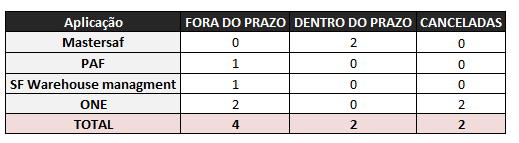 Aplicação FORA DO PRAZO DENTRO DO PRAZO CANCELADAS
Mastersaf 0 2 0
PAF 1 0 0
SF Warehouse managment 1 0 0
ONE 2 0 2
TOTAL 4 2 2